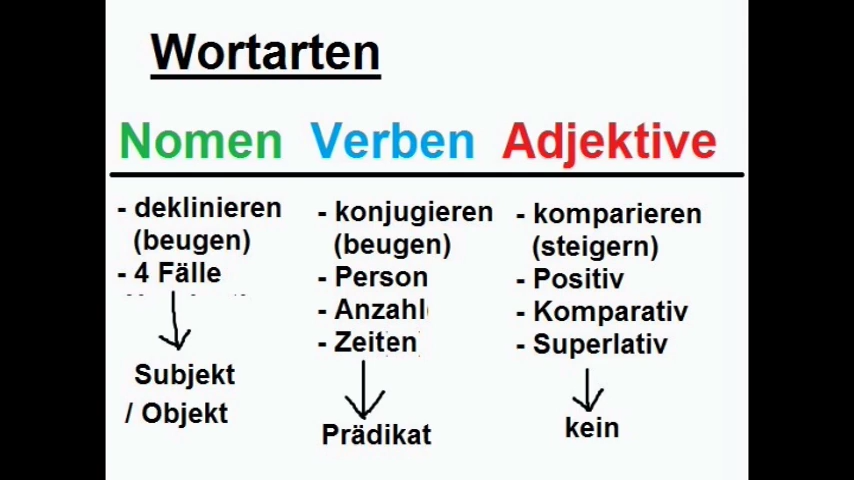 Wortarten
Nomen Verben Adjektive
- deklinieren
(beugen)
- 4 Fälle
Subjekt
/ Objekt
- konjugieren
(beugen)
- Person
- Anzahl
- Zeiten
Prädikat
- komparieren
(steigern)
- Positiv
- Komparativ
- Superlativ
kein